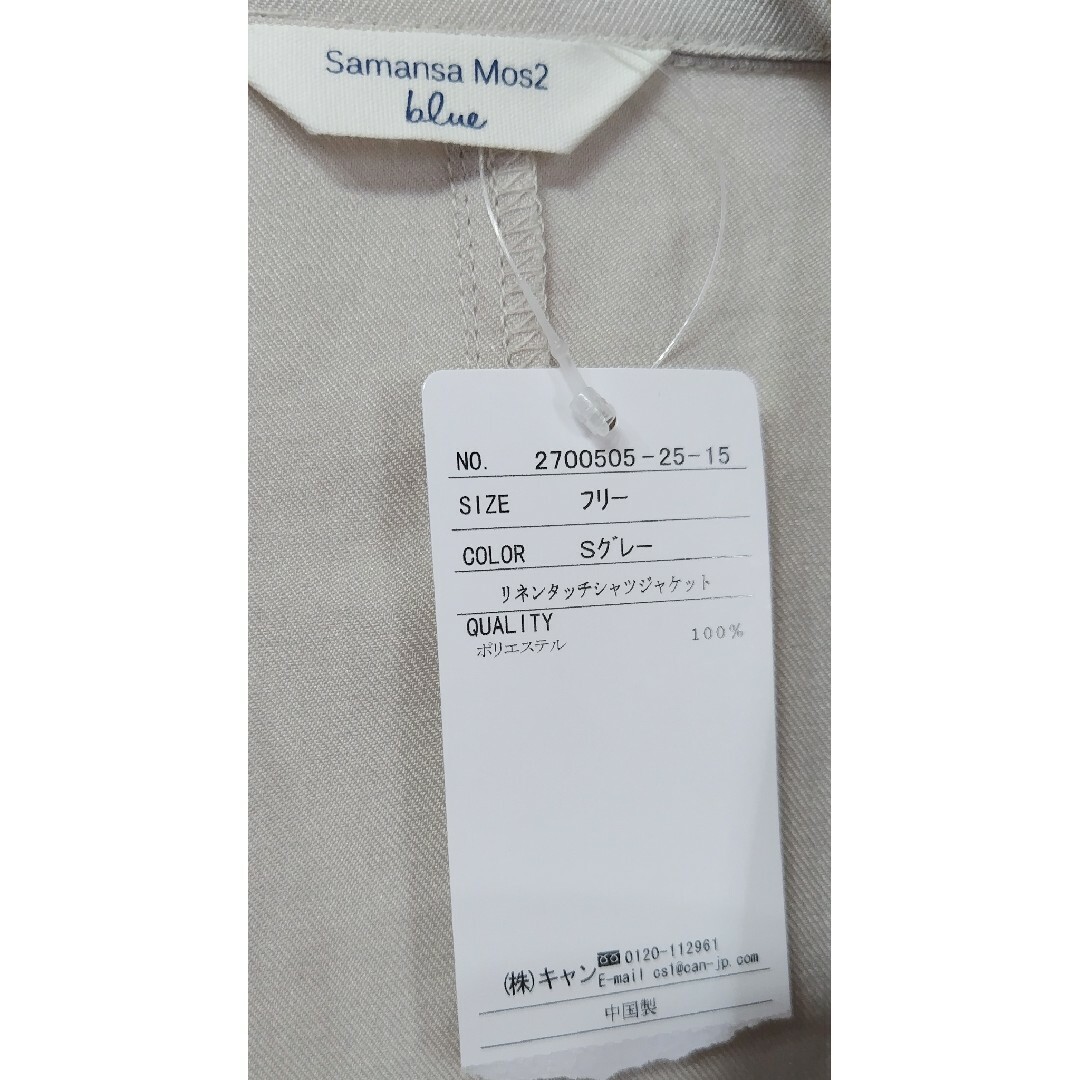 Samansa Mos2
blue
NO. 2700505-25-15
SIZE フリー
COLOR Sグレー
リネンタッチシャツジャケット
QUALITY
ポリエステル 100%
(株)キャン 0120-112961
E-mail csl@can-jp.com
中国製